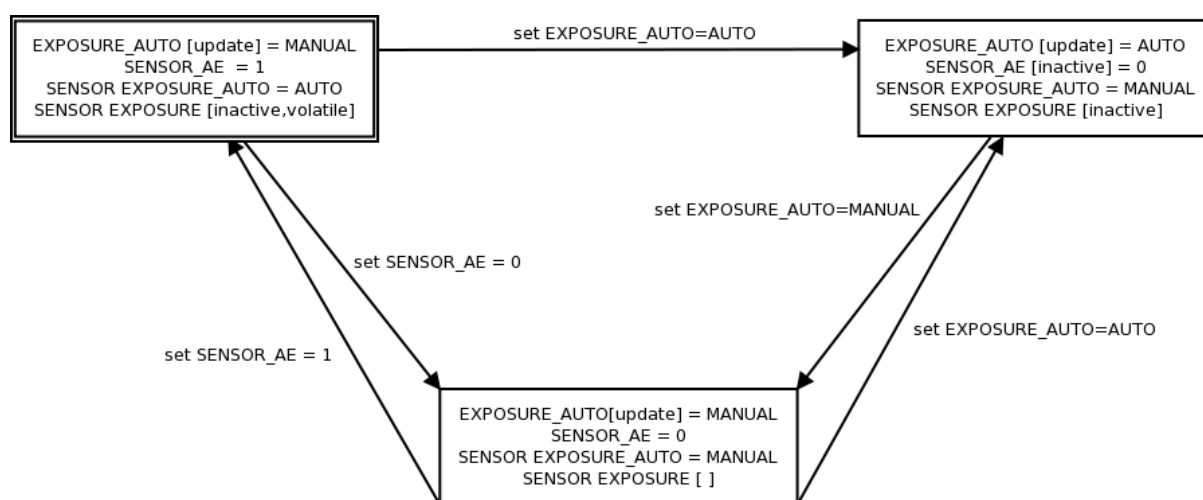 EXPOSURE_AUTO [update] = MANUAL
SENSOR_AE = 1
SENSOR EXPOSURE_AUTO = AUTO
SENSOR EXPOSURE [inactive,volatile]
set EXPOSURE_AUTO=AUTO
EXPOSURE_AUTO [update] = AUTO
SENSOR_AE [inactive] = 0
SENSOR EXPOSURE_AUTO = MANUAL
SENSOR EXPOSURE [inactive]
set EXPOSURE_AUTO=MANUAL
set SENSOR_AE = 0
set EXPOSURE_AUTO=AUTO
set SENSOR_AE = 1
EXPOSURE_AUTO[update] = MANUAL
SENSOR_AE = 0
SENSOR EXPOSURE_AUTO = MANUAL
SENSOR EXPOSURE [ ]